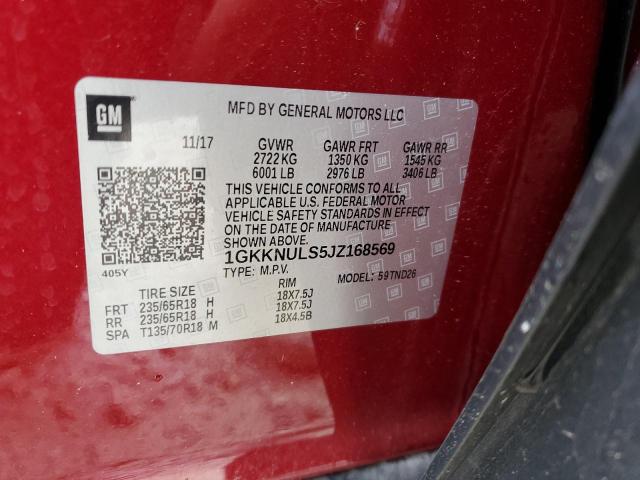 GM
MFD BY GENERAL MOTORS LLC
11/17 GVWR GAWR FRT GAWR RR
2722 KG 1350 KG 1545 KG
6001 LB 2976 LB 3406 LB
THIS VEHICLE CONFORMS TO ALL
APPLICABLE U.S. FEDERAL MOTOR
VEHICLE SAFETY STANDARDS IN EFFECT
ON THE DATE OF MANUFACTURE
SHOWN ABOVE.
1GKKNULS5JZ168569
405Y
TYPE: M.P.V. MODEL: 59TND26
TIRE SIZE RIM
FRT 235/65R18 H 18X7.5J
RR 235/65R18 H 18X7.5J
SPA T135/70R18 M 18X4.5B